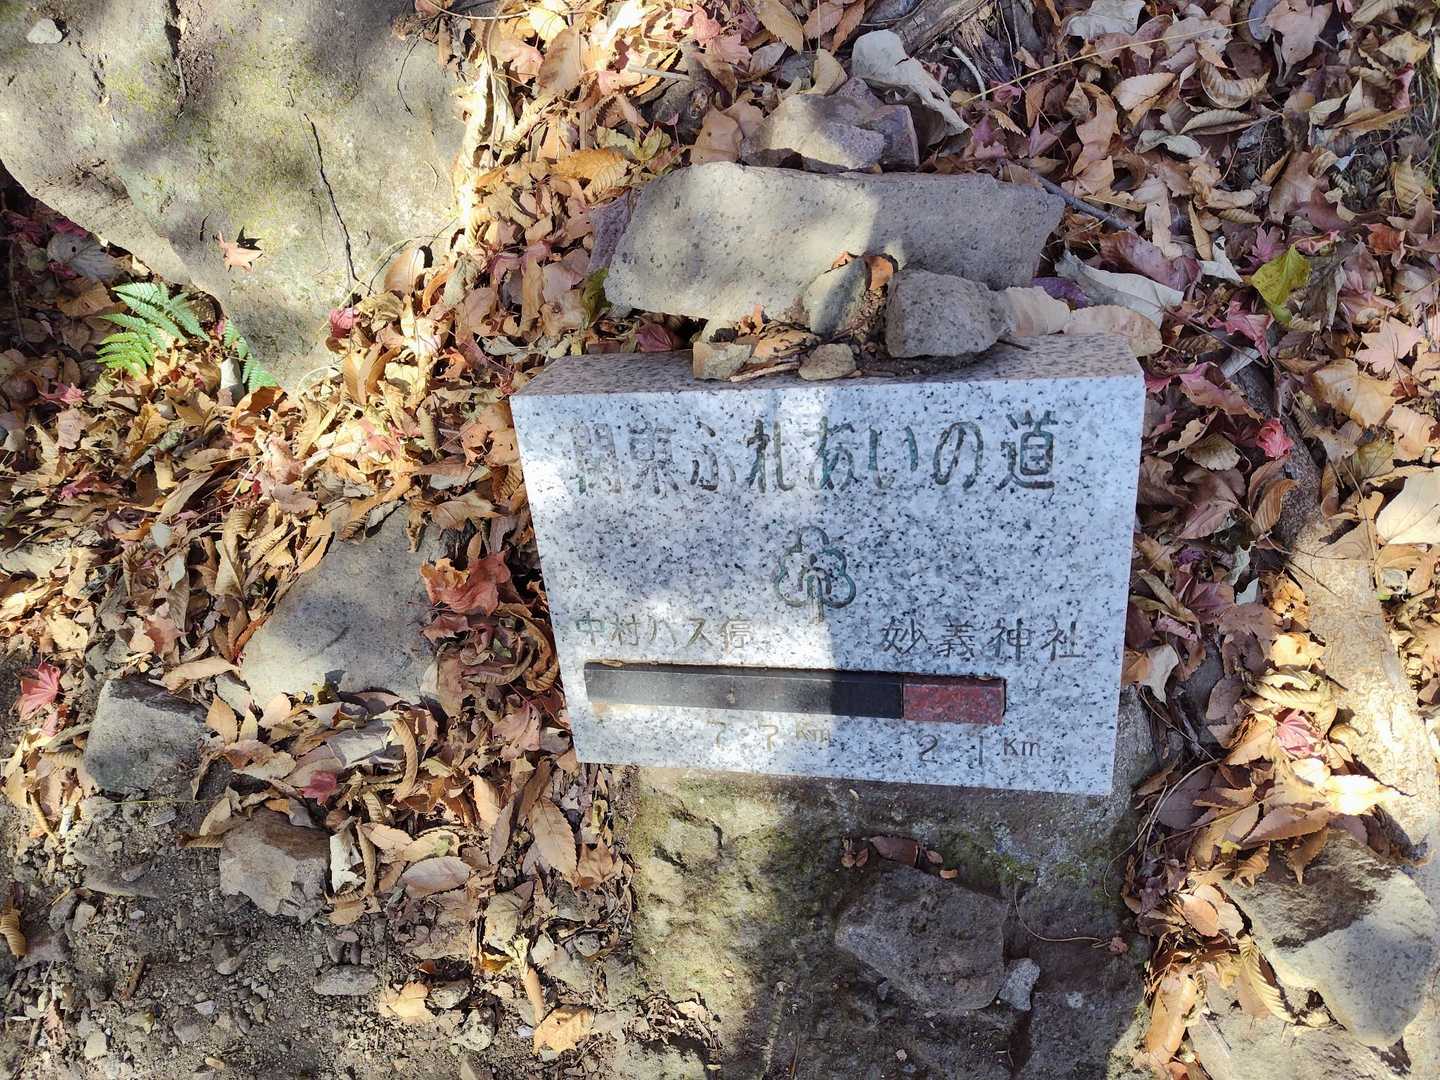 関東ふれあいの道
中村バス停 妙義神社
7.7Km 2.1Km